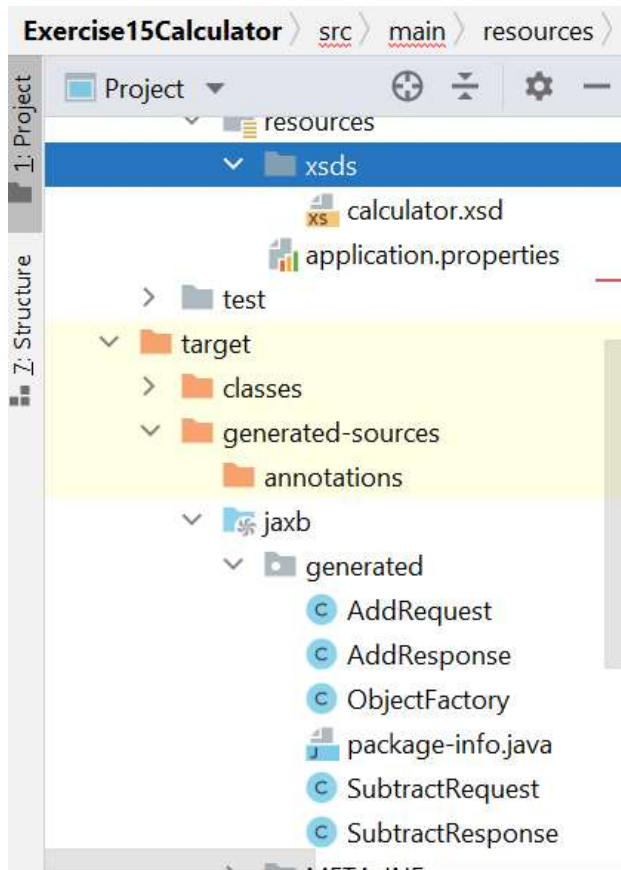 Exercise15Calculator src main resources
1: Project
Project
resources
xsds
XS calculator.xsd
application.properties
test
Z: Structure
target
classes
generated-sources
annotations
jaxb
generated
C AddRequest
C AddResponse
C ObjectFactory
J package-info.java
C SubtractRequest
C SubtractResponse